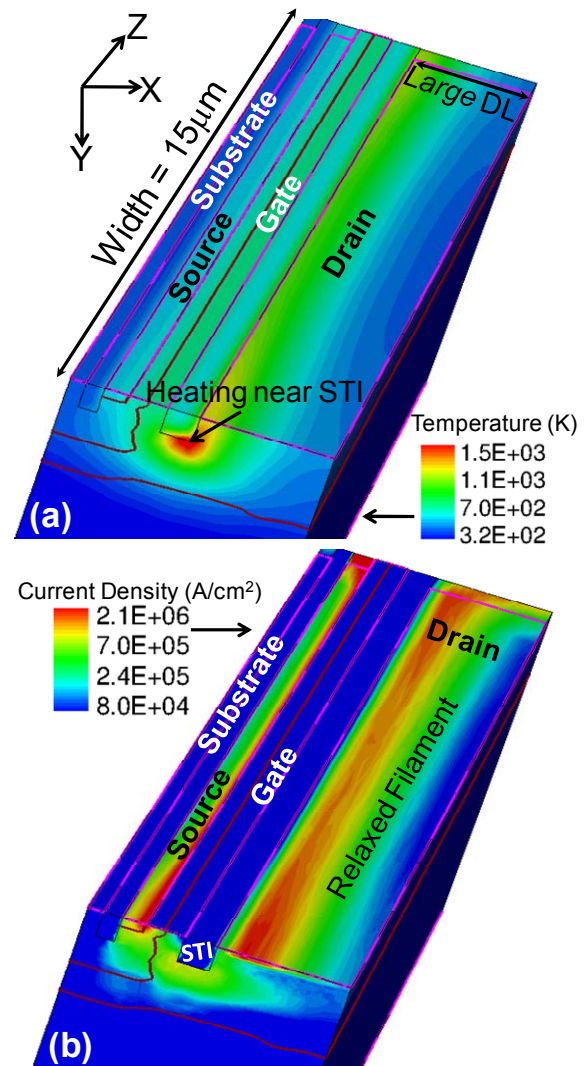 Z
X
Y
Width = 15μm
Large DL
Substrate
Source
Gate
Drain
Heating near STI
Temperature (K)
1.5E+03
1.1E+03
7.0E+02
3.2E+02
(a)
Current Density (A/cm²)
2.1E+06
7.0E+05
2.4E+05
8.0E+04
Drain
Substrate
Gate
Source
Relaxed Filament
STI
(b)